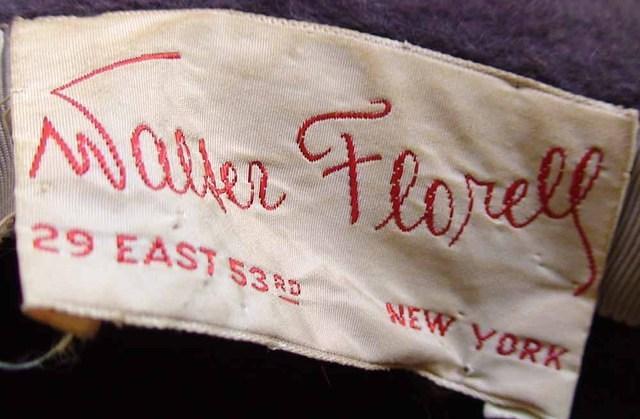 Walter Florell
29 EAST 53RD
NEW YORK